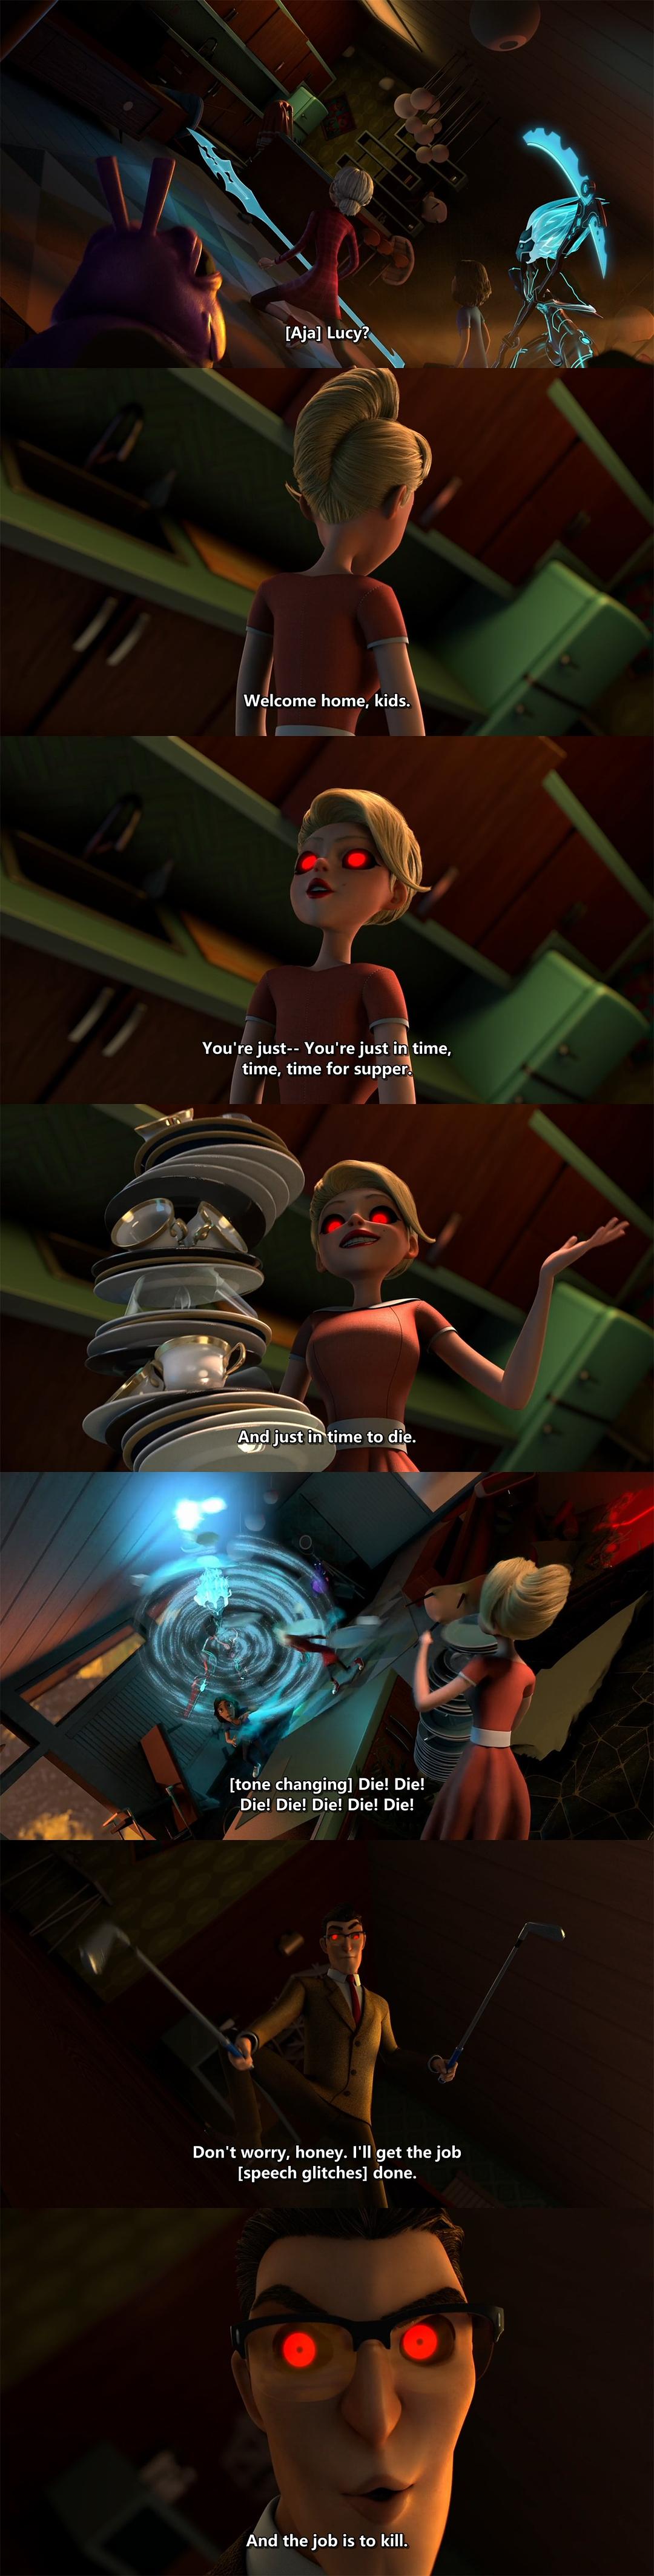 [Aja] Lucy?
Welcome home, kids.
You're just-- You're just in time,
time, time for supper.
And just in time to die.
[tone changing] Die! Die!
Die! Die! Die! Die! Die!
Don't worry, honey. I'll get the job
[speech glitches] done.
And the job is to kill.